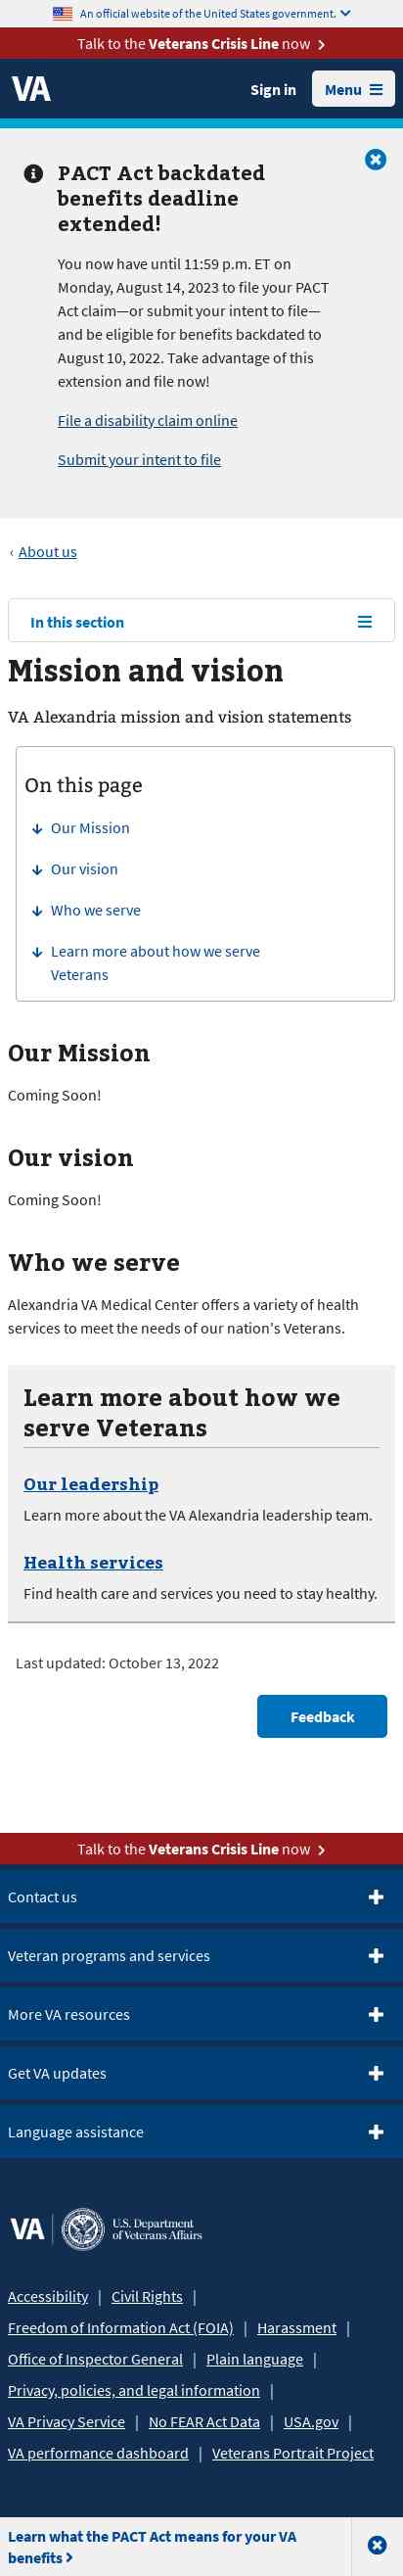 An official website of the United States government.
Talk to the Veterans Crisis Line now
VA
Sign in
Menu
PACT Act backdated
benefits deadline
extended!
You now have until 11:59 p.m. ET on
Monday, August 14, 2023 to file your PACT
Act claim—or submit your intent to file—
and be eligible for benefits backdated to
August 10, 2022. Take advantage of this
extension and file now!
File a disability claim online
Submit your intent to file
‹ About us
In this section
Mission and vision
VA Alexandria mission and vision statements
On this page
Our Mission
Our vision
Who we serve
Learn more about how we serve
Veterans
Our Mission
Coming Soon!
Our vision
Coming Soon!
Who we serve
Alexandria VA Medical Center offers a variety of health
services to meet the needs of our nation's Veterans.
Learn more about how we
serve Veterans
Our leadership
Learn more about the VA Alexandria leadership team.
Health services
Find health care and services you need to stay healthy.
Last updated: October 13, 2022
Feedback
Talk to the Veterans Crisis Line now
Contact us
Veteran programs and services
More VA resources
Get VA updates
Language assistance
VA | U.S. Department
of Veterans Affairs
Accessibility | Civil Rights |
Freedom of Information Act (FOIA) | Harassment |
Office of Inspector General | Plain language |
Privacy, policies, and legal information |
VA Privacy Service | No FEAR Act Data | USA.gov |
VA performance dashboard | Veterans Portrait Project
Learn what the PACT Act means for your VA
benefits